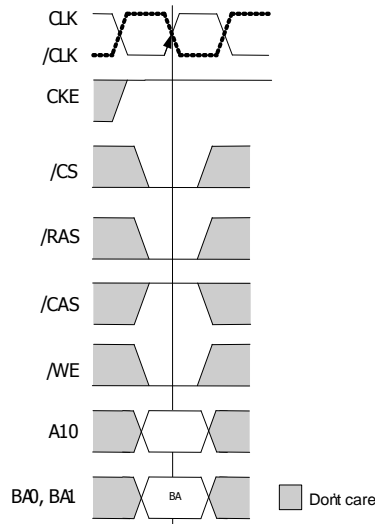 CLK
/CLK
CKE
/CS
/RAS
/CAS
/WE
A10
BA0, BA1
BA
Don't care